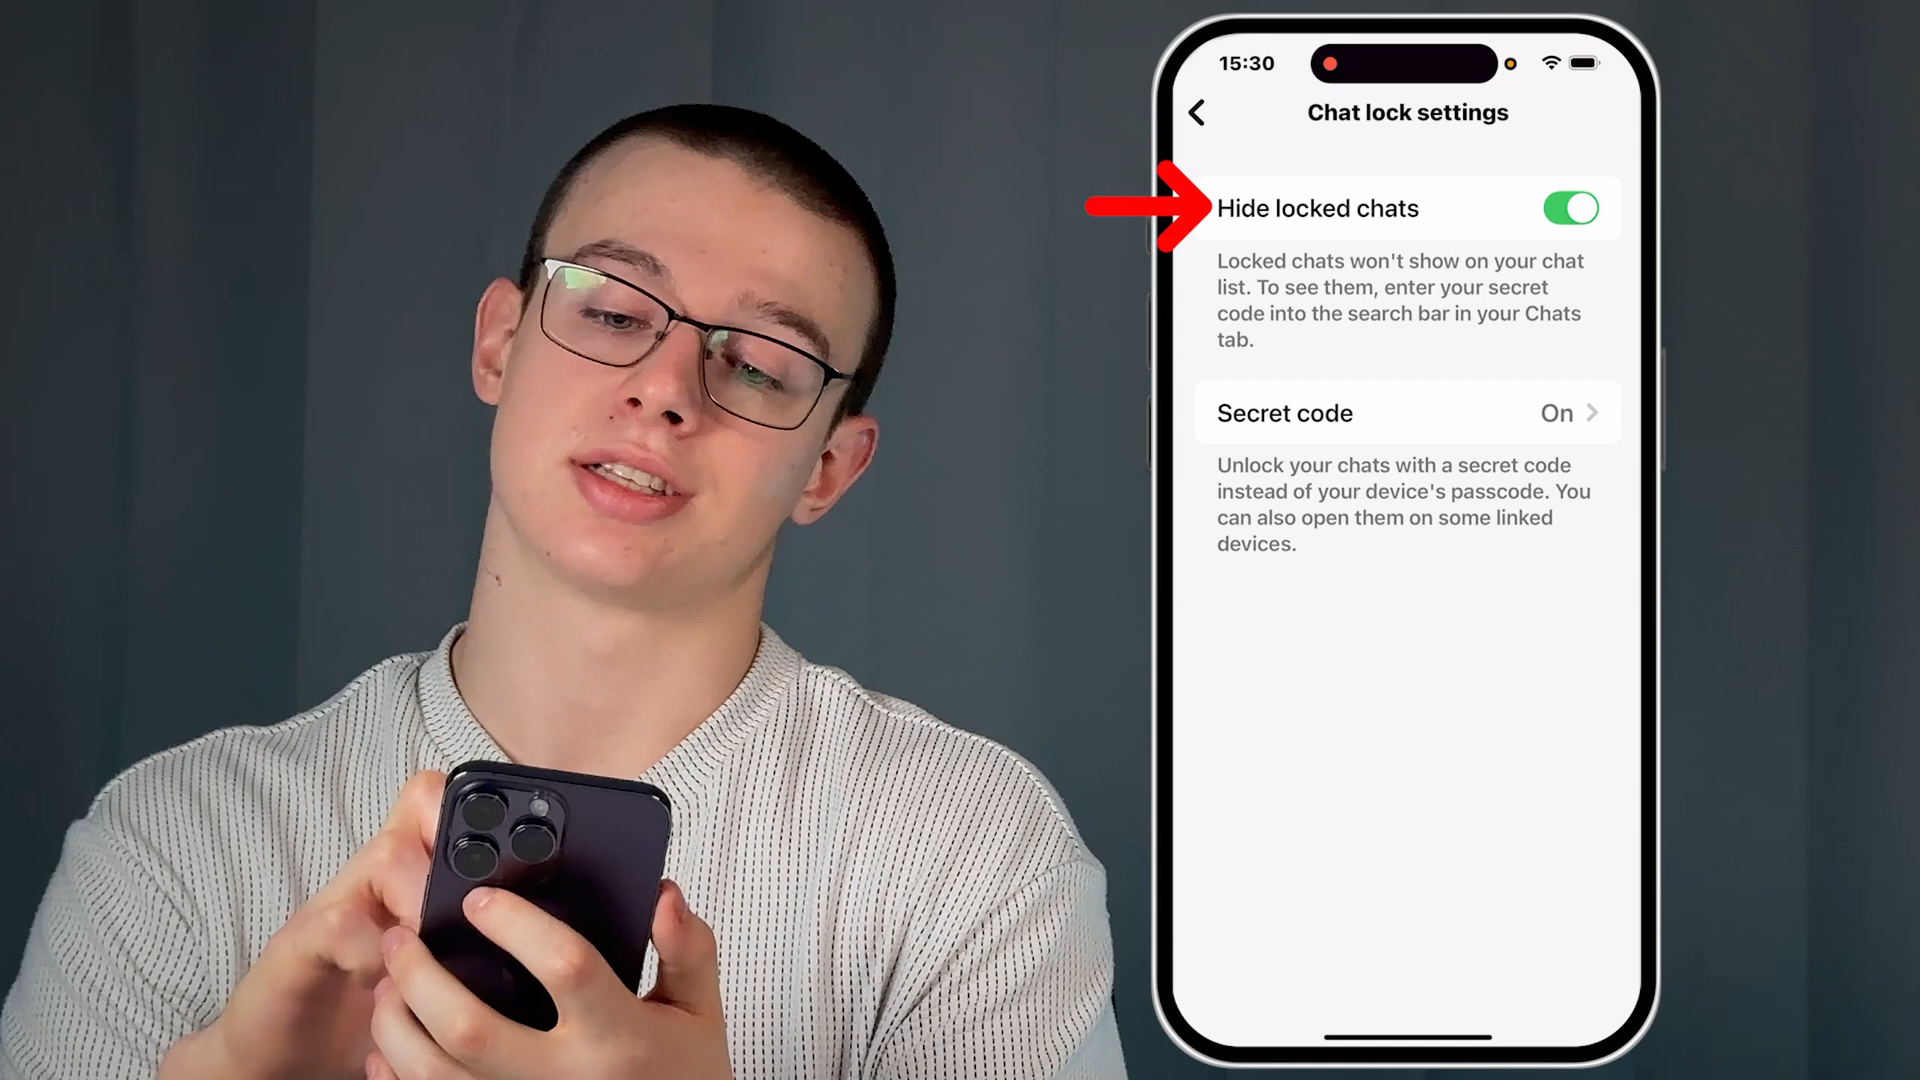 15:30
Chat lock settings
Hide locked chats
Locked chats won't show on your chat
list. To see them, enter your secret
code into the search bar in your Chats
tab.
Secret code On
Unlock your chats with a secret code
instead of your device's passcode. You
can also open them on some linked
devices.